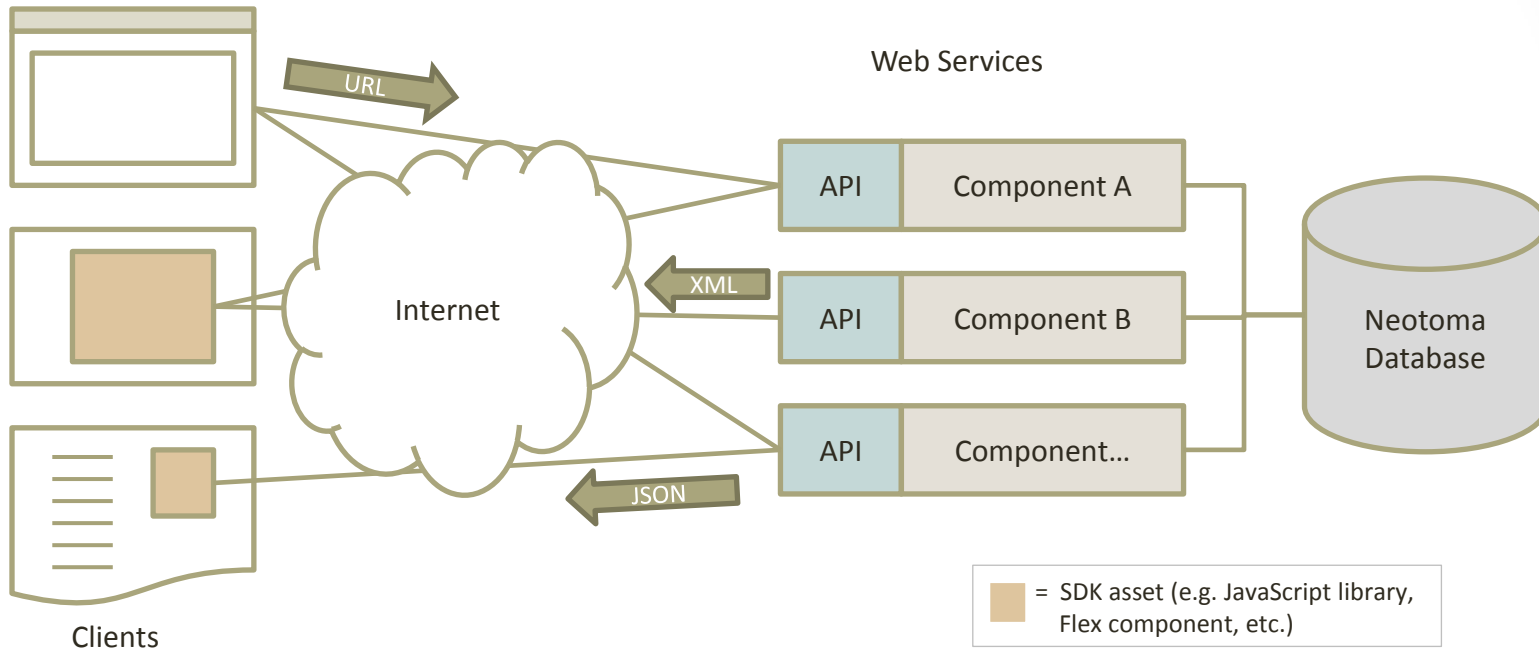 Web Services
URL
API
Component A
XML
Internet
API
Component B
Neotoma
Database
API
Component…
JSON
= SDK asset (e.g. JavaScript library,
Flex component, etc.)
Clients